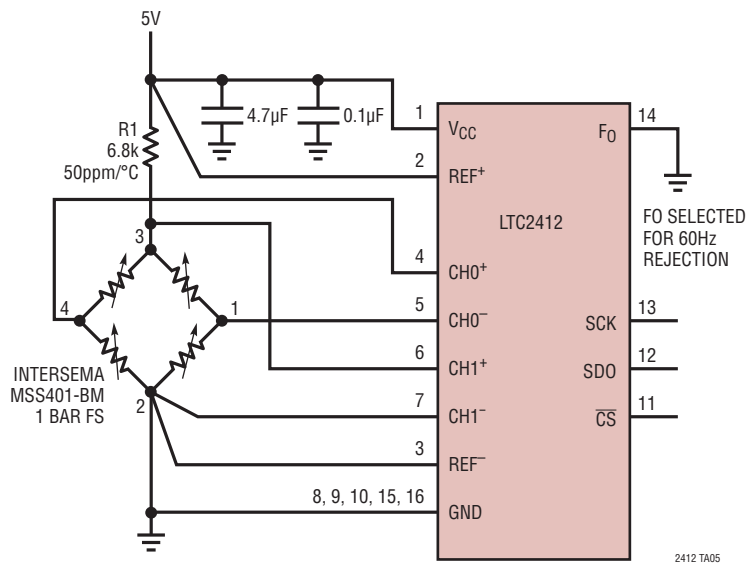 5V
R1
6.8k
50ppm/°C
4.7µF
0.1µF
1
VCC
2
REF+
3
4
CH0+
1
5
CH0–
4
6
CH1+
INTERSEMA
MSS401-BM
1 BAR FS
2
7
CH1–
3
REF–
8, 9, 10, 15, 16
GND
LTC2412
14
FO
FO SELECTED
FOR 60Hz
REJECTION
13
SCK
12
SDO
11
CS
2412 TA05